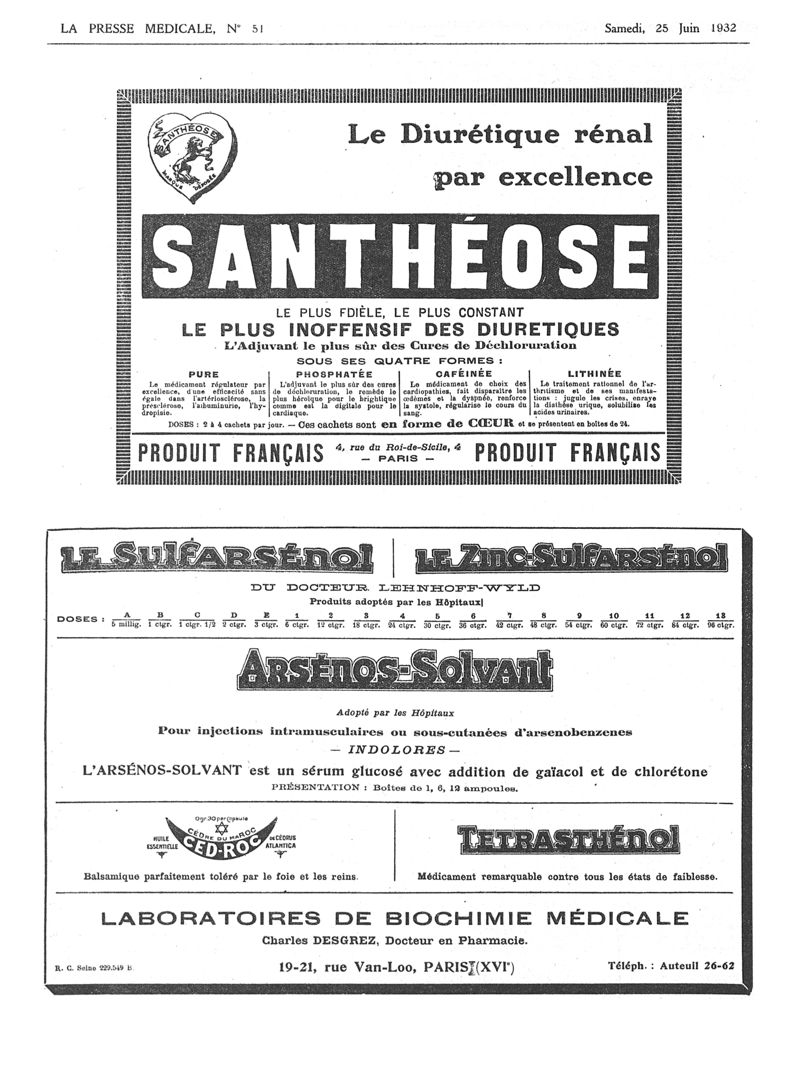 LA PRESSE MEDICALE, N° 51
Samedi, 25 Juin 1932
SANTHÉOSE
MARQUE DÉPOSÉE
Le Diurétique rénal
par excellence
SANTHÉOSE
LE PLUS FDIÈLE, LE PLUS CONSTANT
LE PLUS INOFFENSIF DES DIURETIQUES
L'Adjuvant le plus sûr des Cures de Déchloruration
SOUS SES QUATRE FORMES :
PURE
Le médicament régulateur par
excellence, d'une efficacité sans
égale dans l'artériosclérose, la
presclérose, l'albuminurie, l'hy-
dropisie.
PHOSPHATÉE
L'adjuvant le plus sûr des cures
de déchloruration, le remède le
plus héroïque pour le brightique
comme est la digitale pour le
cardiaque.
CAFÉINÉE
Le médicament de choix des
cardiopathies, fait disparaître les
œdèmes et la dyspnée, renforce
la systole, régularise le cours du
sang.
LITHINÉE
Le traitement rationnel de l'ar-
thritisme et de ses manifesta-
tions : jugule les crises, enraye
la diathèse urique, solubilise les
acides urinaires.
DOSES : 2 à 4 cachets par jour. — Ces cachets sont en forme de CŒUR et se présentent en boîtes de 24.
PRODUIT FRANÇAIS
4, rue du Roi-de-Sicile, 4
— PARIS —
PRODUIT FRANÇAIS
LE SULFARSÉNOL
LE ZINC-SULFARSÉNOL
DU DOCTEUR LEHNHOFF-WYLD
Produits adoptés par les Hôpitaux
DOSES : A B C D E 1 2 3 4 5 6 7 8 9 10 11 12 13
5 millig. 1 ctgr. 1 ctgr. 1/2 2 ctgr. 3 ctgr. 6 ctgr. 12 ctgr. 18 ctgr. 24 ctgr. 30 ctgr. 36 ctgr. 42 ctgr. 48 ctgr. 54 ctgr. 60 ctgr. 72 ctgr. 84 ctgr. 96 ctgr.
ARSÉNOS-SOLVANT
Adopté par les Hôpitaux
Pour injections intramusculaires ou sous-cutanées d'arsenobenzenes
— INDOLORES —
L'ARSÉNOS-SOLVANT est un sérum glucosé avec addition de gaïacol et de chlorétone
PRÉSENTATION : Boites de 1, 6, 12 ampoules.
0gr30 par capsule
CÈDRE DU MAROC
HUILE
ESSENTIELLE
CED-ROC
DE CÉDRUS
ATLANTICA
Balsamique parfaitement toléré par le foie et les reins.
TETRASTHÉNOL
Médicament remarquable contre tous les états de faiblesse.
LABORATOIRES DE BIOCHIMIE MÉDICALE
Charles DESGREZ, Docteur en Pharmacie.
R. C. Seine 229.549 B
19-21, rue Van-Loo, PARIS (XVIe)
Téléph. : Auteuil 26-62